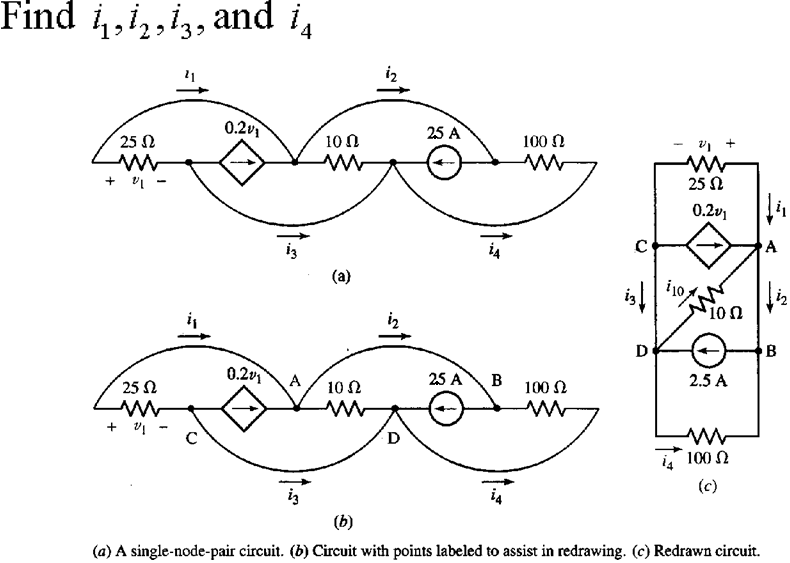 Find i₁, i₂, i₃, and i₄
i₁
i₂
25 Ω
0.2v₁
10 Ω
25 A
100 Ω
+ v₁ −
i₃
i₄
(a)
i₁
i₂
25 Ω
0.2v₁
A
10 Ω
25 A
B
100 Ω
+ v₁ −
C
D
i₃
i₄
(b)
− v₁ +
25 Ω
i₁
0.2v₁
C
A
i₃
i₁₀
10 Ω
i₂
D
B
2.5 A
i₄
100 Ω
(c)
(a) A single-node-pair circuit. (b) Circuit with points labeled to assist in redrawing. (c) Redrawn circuit.